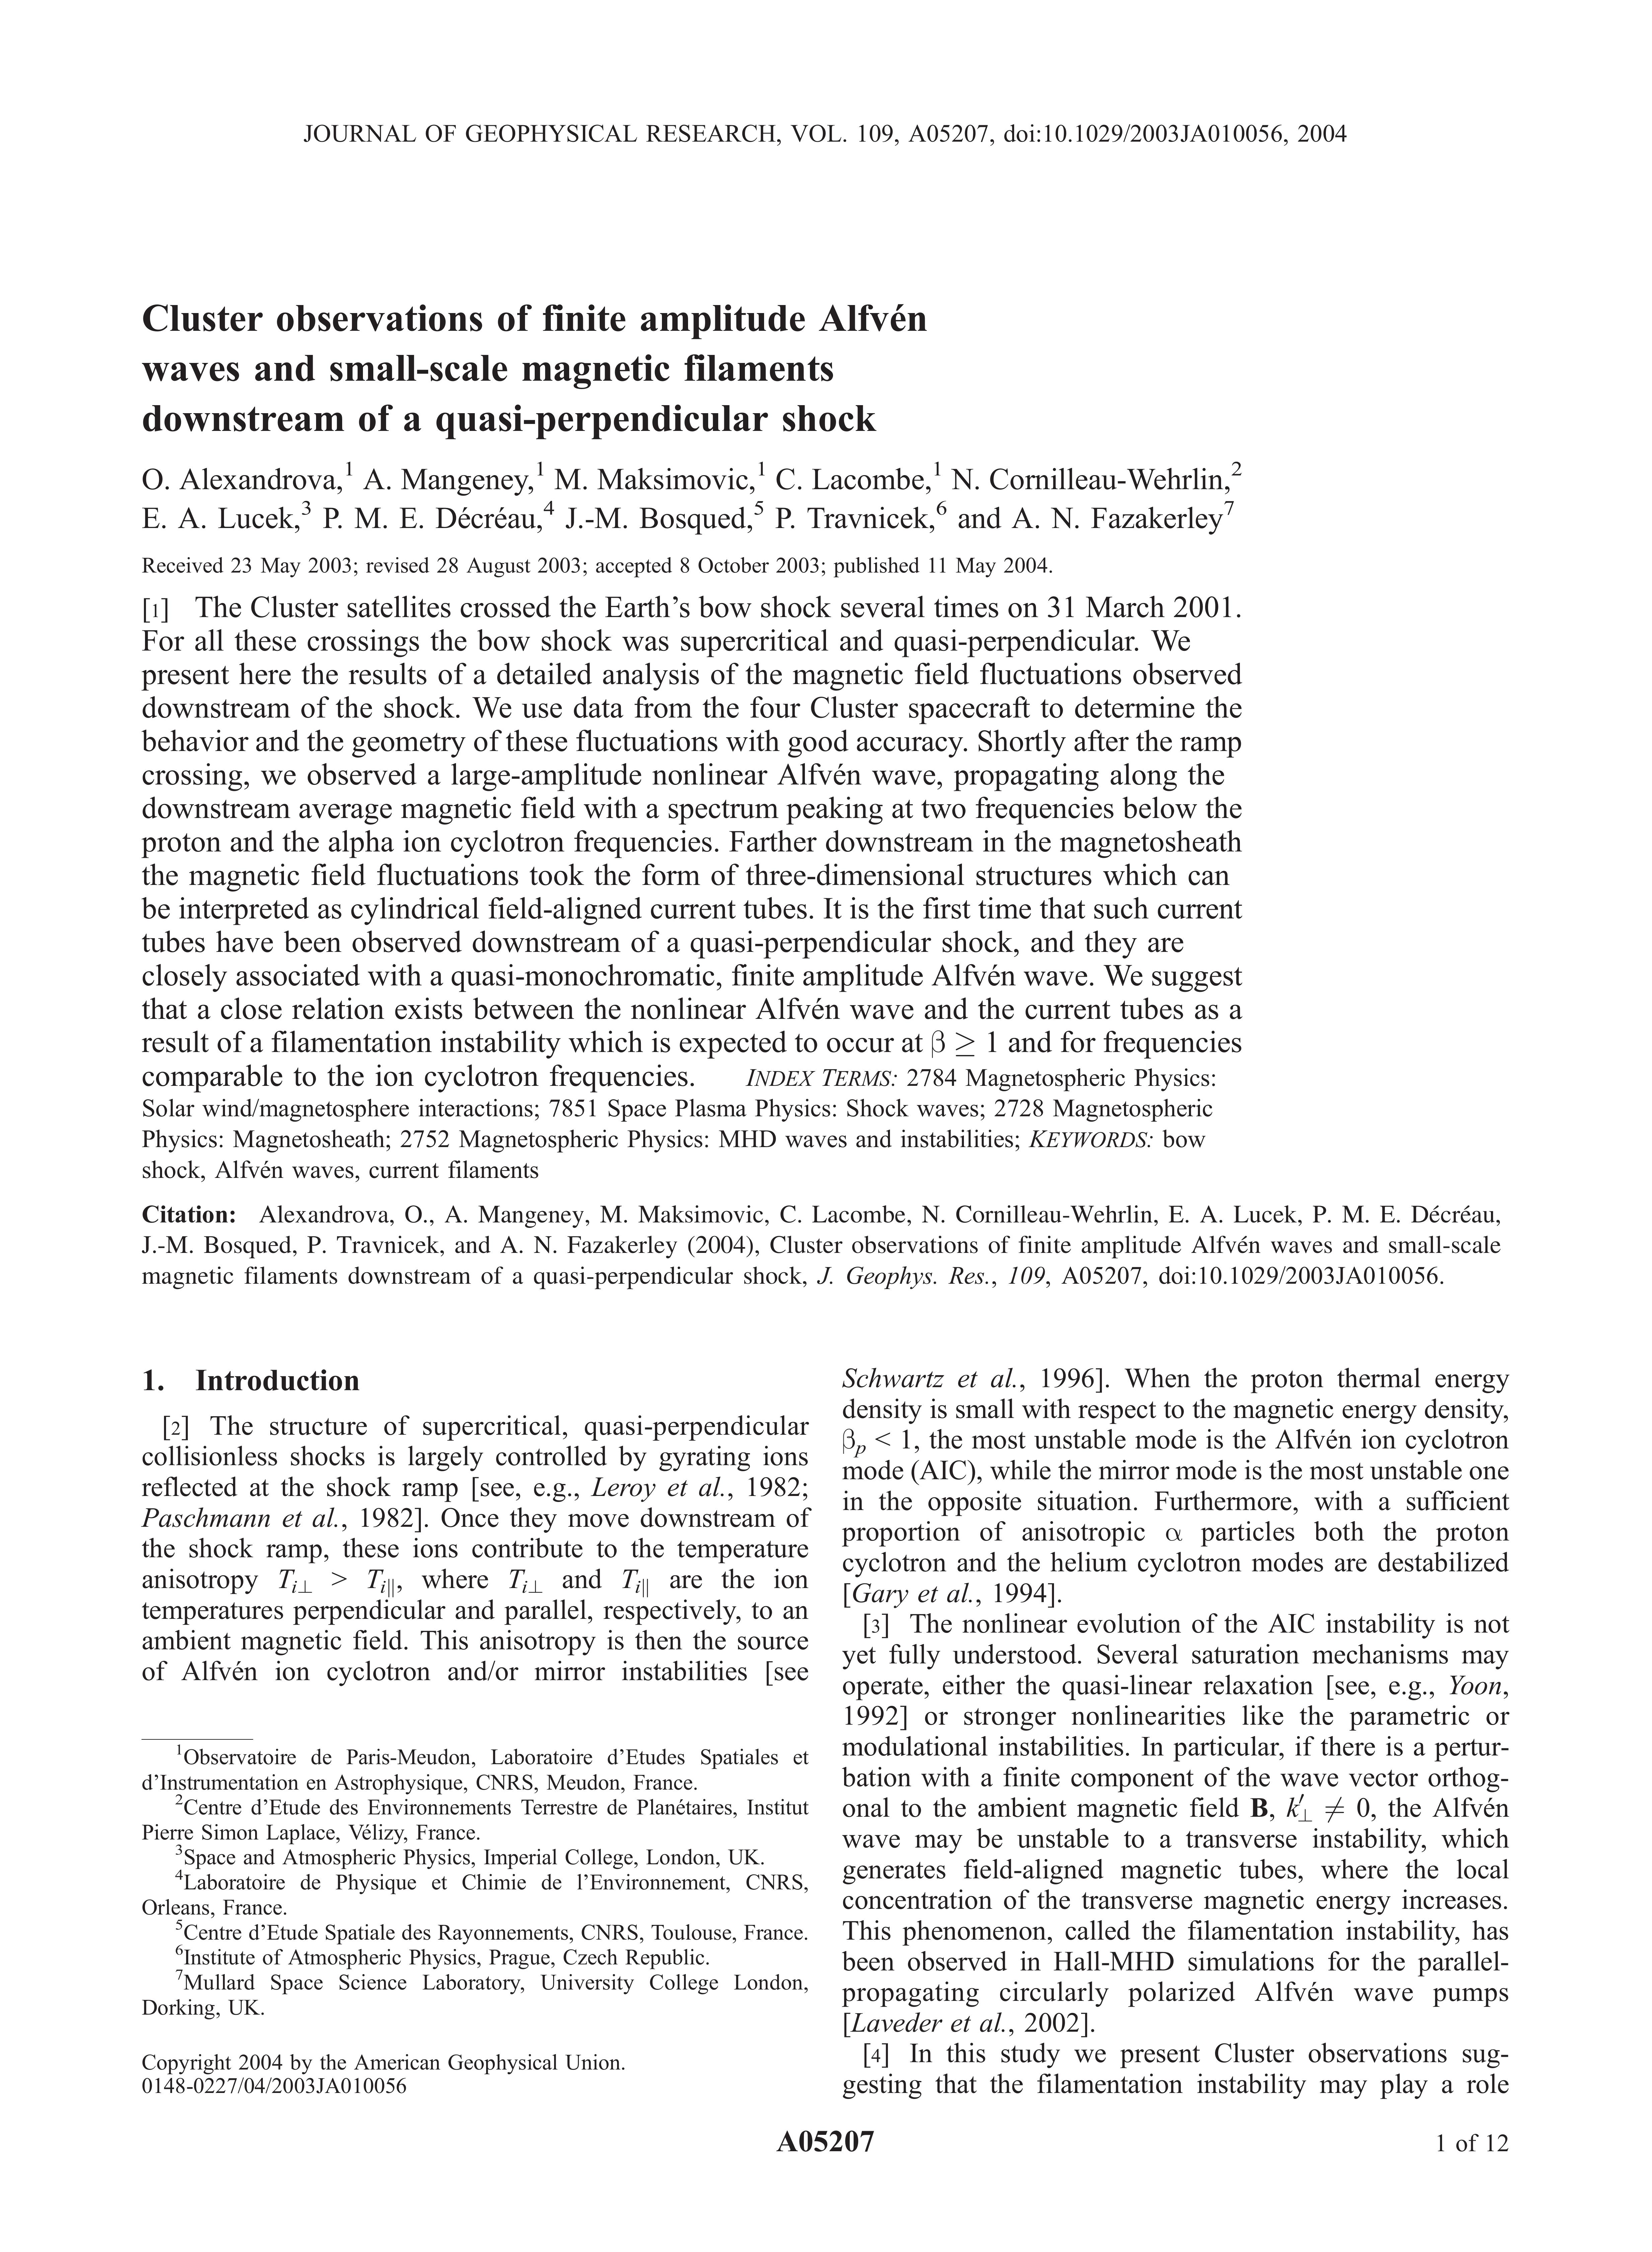 JOURNAL OF GEOPHYSICAL RESEARCH, VOL. 109, A05207, doi:10.1029/2003JA010056, 2004
Cluster observations of finite amplitude Alfvén
waves and small-scale magnetic filaments
downstream of a quasi-perpendicular shock
O. Alexandrova,¹ A. Mangeney,¹ M. Maksimovic,¹ C. Lacombe,¹ N. Cornilleau-Wehrlin,²
E. A. Lucek,³ P. M. E. Décréau,⁴ J.-M. Bosqued,⁵ P. Travnicek,⁶ and A. N. Fazakerley⁷
Received 23 May 2003; revised 28 August 2003; accepted 8 October 2003; published 11 May 2004.
[1] The Cluster satellites crossed the Earth's bow shock several times on 31 March 2001.
For all these crossings the bow shock was supercritical and quasi-perpendicular. We
present here the results of a detailed analysis of the magnetic field fluctuations observed
downstream of the shock. We use data from the four Cluster spacecraft to determine the
behavior and the geometry of these fluctuations with good accuracy. Shortly after the ramp
crossing, we observed a large-amplitude nonlinear Alfvén wave, propagating along the
downstream average magnetic field with a spectrum peaking at two frequencies below the
proton and the alpha ion cyclotron frequencies. Farther downstream in the magnetosheath
the magnetic field fluctuations took the form of three-dimensional structures which can
be interpreted as cylindrical field-aligned current tubes. It is the first time that such current
tubes have been observed downstream of a quasi-perpendicular shock, and they are
closely associated with a quasi-monochromatic, finite amplitude Alfvén wave. We suggest
that a close relation exists between the nonlinear Alfvén wave and the current tubes as a
result of a filamentation instability which is expected to occur at β ≥ 1 and for frequencies
comparable to the ion cyclotron frequencies. INDEX TERMS: 2784 Magnetospheric Physics:
Solar wind/magnetosphere interactions; 7851 Space Plasma Physics: Shock waves; 2728 Magnetospheric
Physics: Magnetosheath; 2752 Magnetospheric Physics: MHD waves and instabilities; KEYWORDS: bow
shock, Alfvén waves, current filaments
Citation: Alexandrova, O., A. Mangeney, M. Maksimovic, C. Lacombe, N. Cornilleau-Wehrlin, E. A. Lucek, P. M. E. Décréau,
J.-M. Bosqued, P. Travnicek, and A. N. Fazakerley (2004), Cluster observations of finite amplitude Alfvén waves and small-scale
magnetic filaments downstream of a quasi-perpendicular shock, J. Geophys. Res., 109, A05207, doi:10.1029/2003JA010056.
1. Introduction
[2] The structure of supercritical, quasi-perpendicular
collisionless shocks is largely controlled by gyrating ions
reflected at the shock ramp [see, e.g., Leroy et al., 1982;
Paschmann et al., 1982]. Once they move downstream of
the shock ramp, these ions contribute to the temperature
anisotropy Tᵢ⊥ > Tᵢ∥, where Tᵢ⊥ and Tᵢ∥ are the ion
temperatures perpendicular and parallel, respectively, to an
ambient magnetic field. This anisotropy is then the source
of Alfvén ion cyclotron and/or mirror instabilities [see
¹Observatoire de Paris-Meudon, Laboratoire d'Etudes Spatiales et
d'Instrumentation en Astrophysique, CNRS, Meudon, France.
²Centre d'Etude des Environnements Terrestre de Planétaires, Institut
Pierre Simon Laplace, Vélizy, France.
³Space and Atmospheric Physics, Imperial College, London, UK.
⁴Laboratoire de Physique et Chimie de l'Environnement, CNRS,
Orleans, France.
⁵Centre d'Etude Spatiale des Rayonnements, CNRS, Toulouse, France.
⁶Institute of Atmospheric Physics, Prague, Czech Republic.
⁷Mullard Space Science Laboratory, University College London,
Dorking, UK.
Copyright 2004 by the American Geophysical Union.
0148-0227/04/2003JA010056
Schwartz et al., 1996]. When the proton thermal energy
density is small with respect to the magnetic energy density,
βₚ < 1, the most unstable mode is the Alfvén ion cyclotron
mode (AIC), while the mirror mode is the most unstable one
in the opposite situation. Furthermore, with a sufficient
proportion of anisotropic α particles both the proton
cyclotron and the helium cyclotron modes are destabilized
[Gary et al., 1994].
[3] The nonlinear evolution of the AIC instability is not
yet fully understood. Several saturation mechanisms may
operate, either the quasi-linear relaxation [see, e.g., Yoon,
1992] or stronger nonlinearities like the parametric or
modulational instabilities. In particular, if there is a pertur-
bation with a finite component of the wave vector orthog-
onal to the ambient magnetic field B, k′⊥ ≠ 0, the Alfvén
wave may be unstable to a transverse instability, which
generates field-aligned magnetic tubes, where the local
concentration of the transverse magnetic energy increases.
This phenomenon, called the filamentation instability, has
been observed in Hall-MHD simulations for the parallel-
propagating circularly polarized Alfvén wave pumps
[Laveder et al., 2002].
[4] In this study we present Cluster observations sug-
gesting that the filamentation instability may play a role
A05207
1 of 12